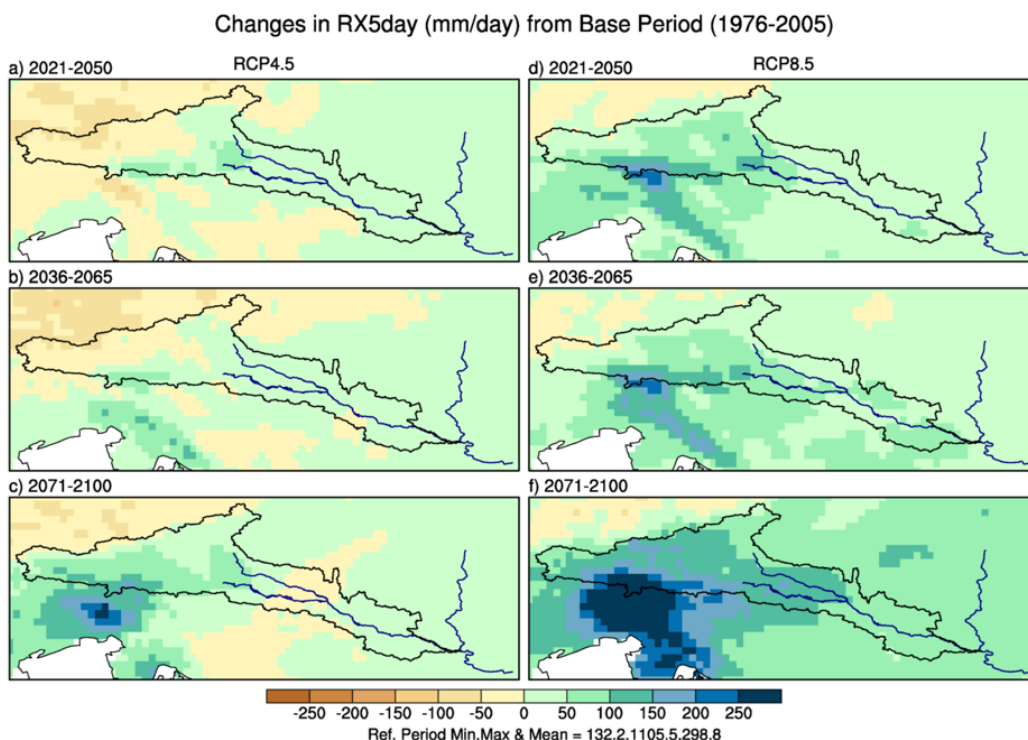 Changes in RX5day (mm/day) from Base Period (1976-2005)
a) 2021-2050 RCP4.5
d) 2021-2050 RCP8.5
b) 2036-2065
e) 2036-2065
c) 2071-2100
f) 2071-2100
-250 -200 -150 -100 -50 0 50 100 150 200 250
Ref. Period Min,Max & Mean = 132.2,1105.5,298.8